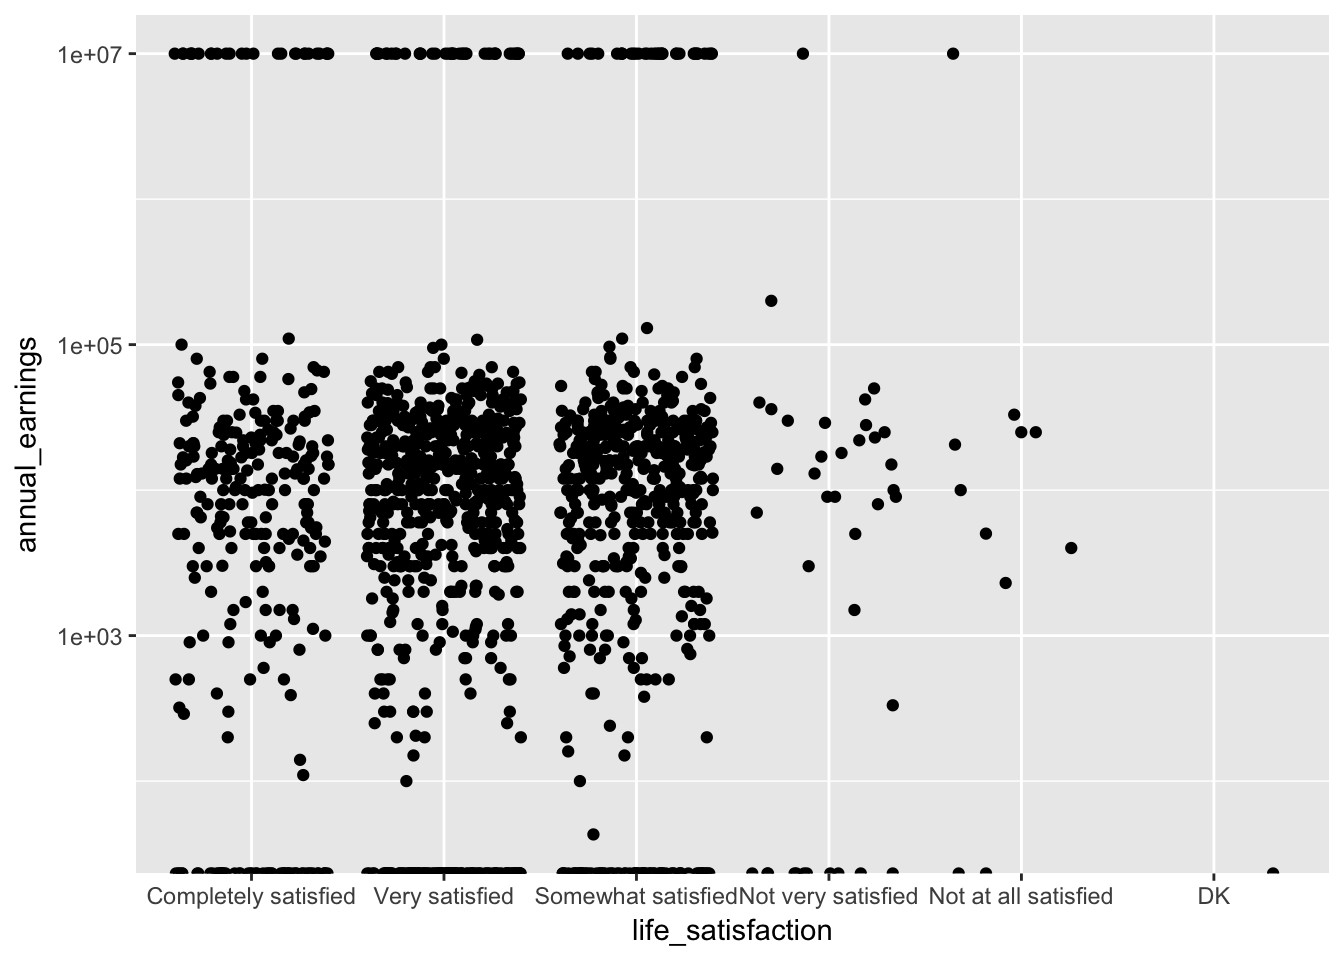 1e+07
1e+05
1e+03
annual_earnings
Completely satisfied
Very satisfied
Somewhat satisfied
Not very satisfied
Not at all satisfied
DK
life_satisfaction